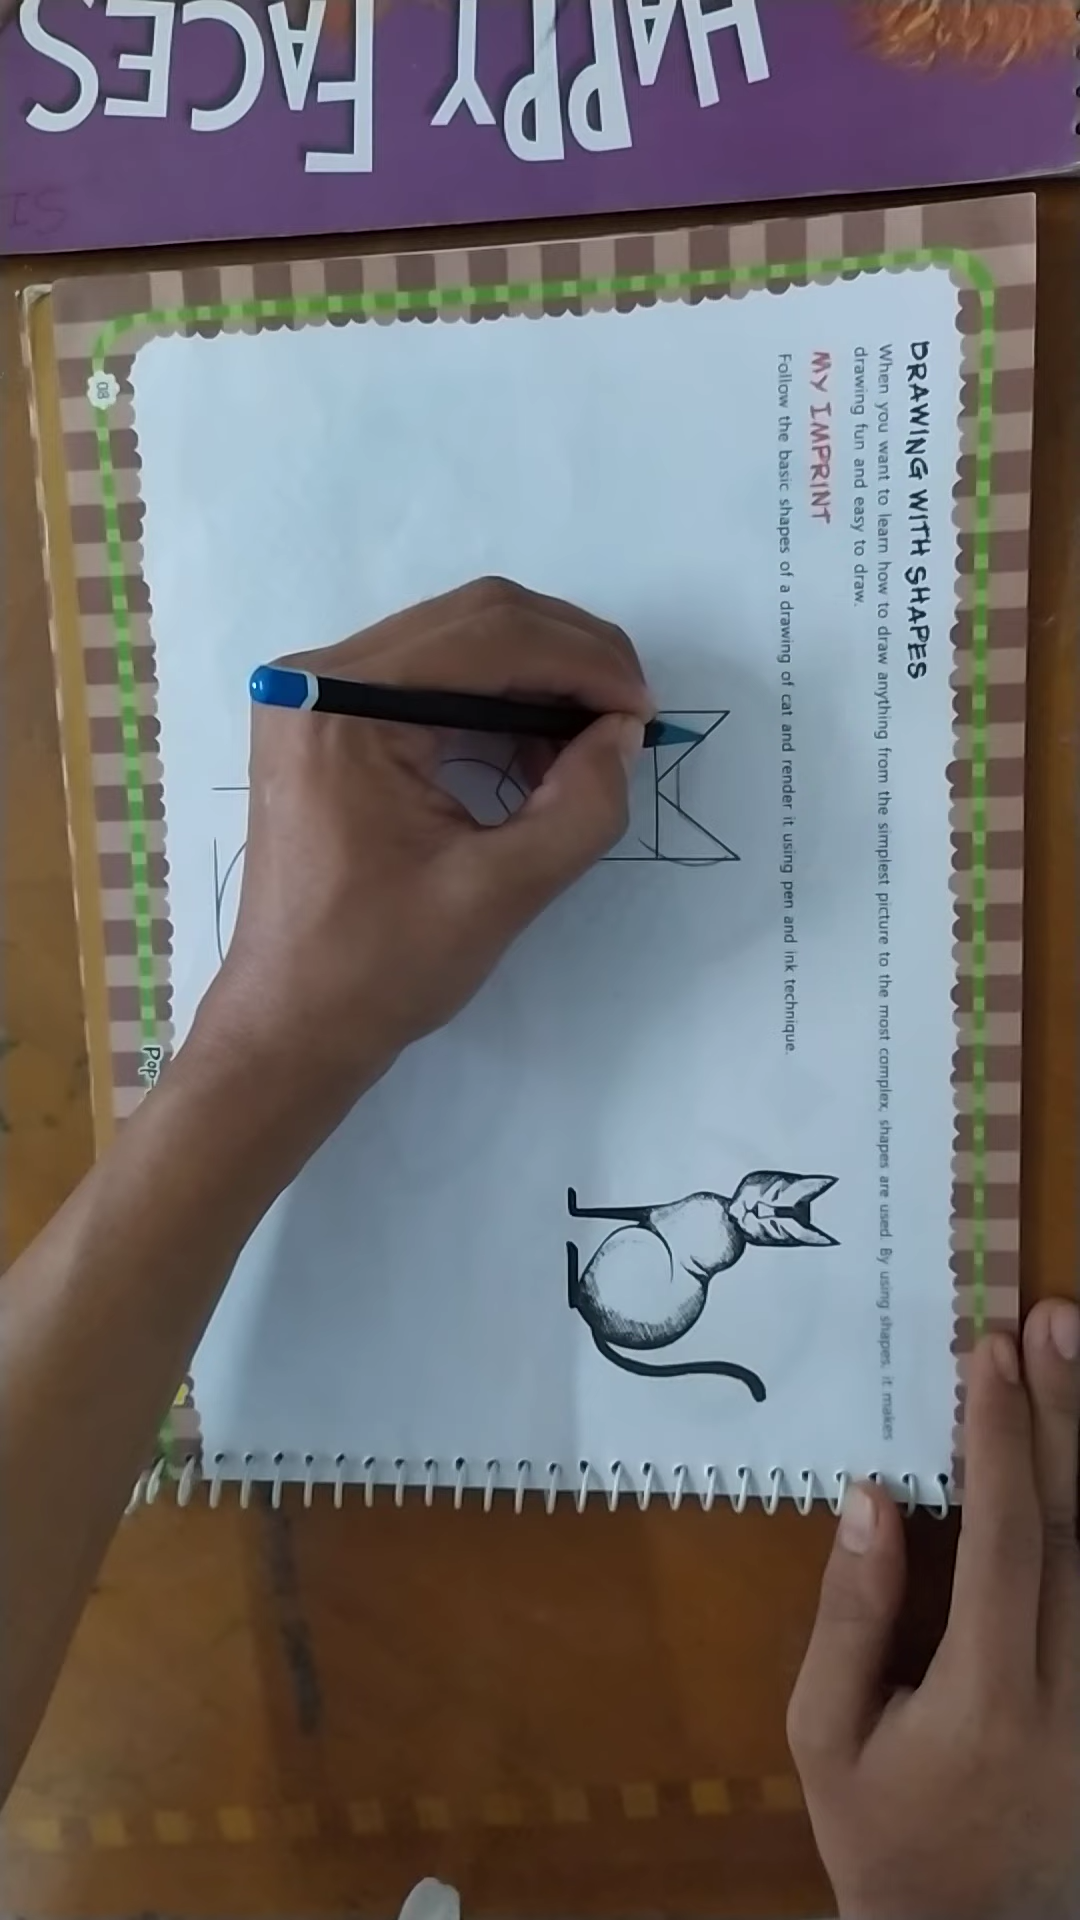 HAPPY FACES
DRAWING WITH SHAPES
When you want to learn how to draw anything from the simplest picture to the most complex, shapes are used. By using shapes, it makes
drawing fun and easy to draw.
MY IMPRINT
Follow the basic shapes of a drawing of cat and render it using pen and ink technique.
08
Pop-